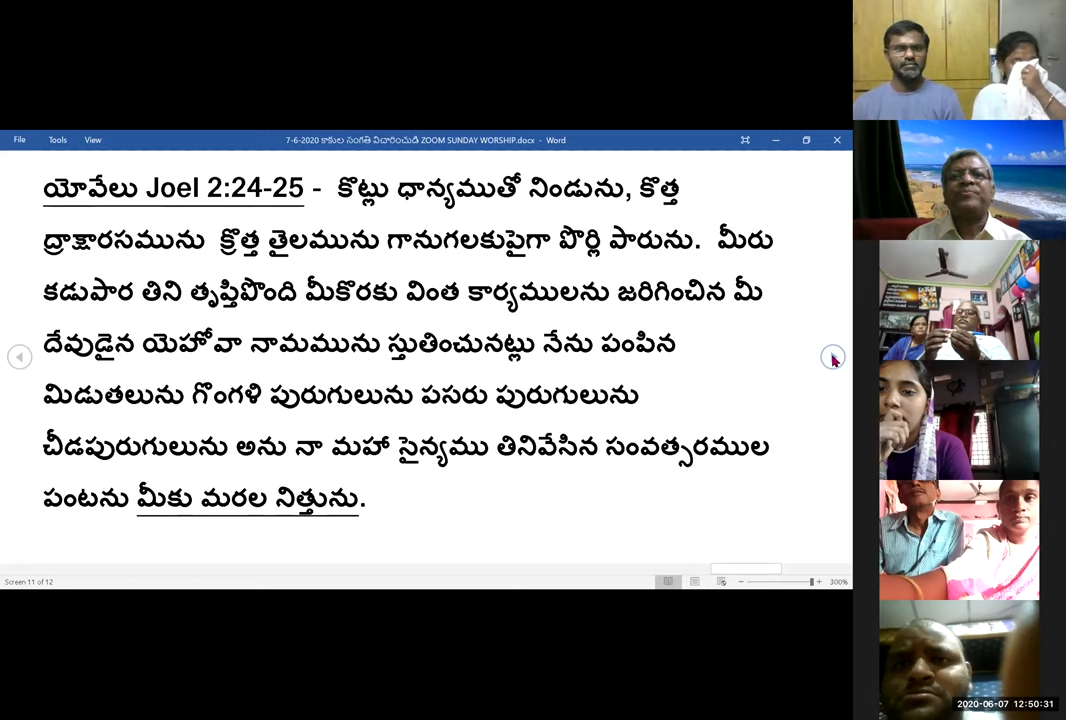 File Tools View 7-6-2020 కాకుల సంగతి విచారించుడి ZOOM SUNDAY WORSHIP.docx - Word
యోవేలు Joel 2:24-25 - కొట్లు ధాన్యముతో నిండును, కొత్త
ద్రాక్షారసమును క్రొత్త తైలమును గానుగలకుపైగా పొర్లి పారును. మీరు
కడుపార తిని తృప్తిపొంది మీకొరకు వింత కార్యములను జరిగించిన మీ
దేవుడైన యెహోవా నామమును స్తుతించునట్లు నేను పంపిన
మిడుతలును గొంగళి పురుగులును పసరు పురుగులును
చీడపురుగులును అను నా మహా సైన్యము తినివేసిన సంవత్సరముల
పంటను మీకు మరల నిత్తును.
Screen 11 of 12 300%
2020-06-07 12:50:31